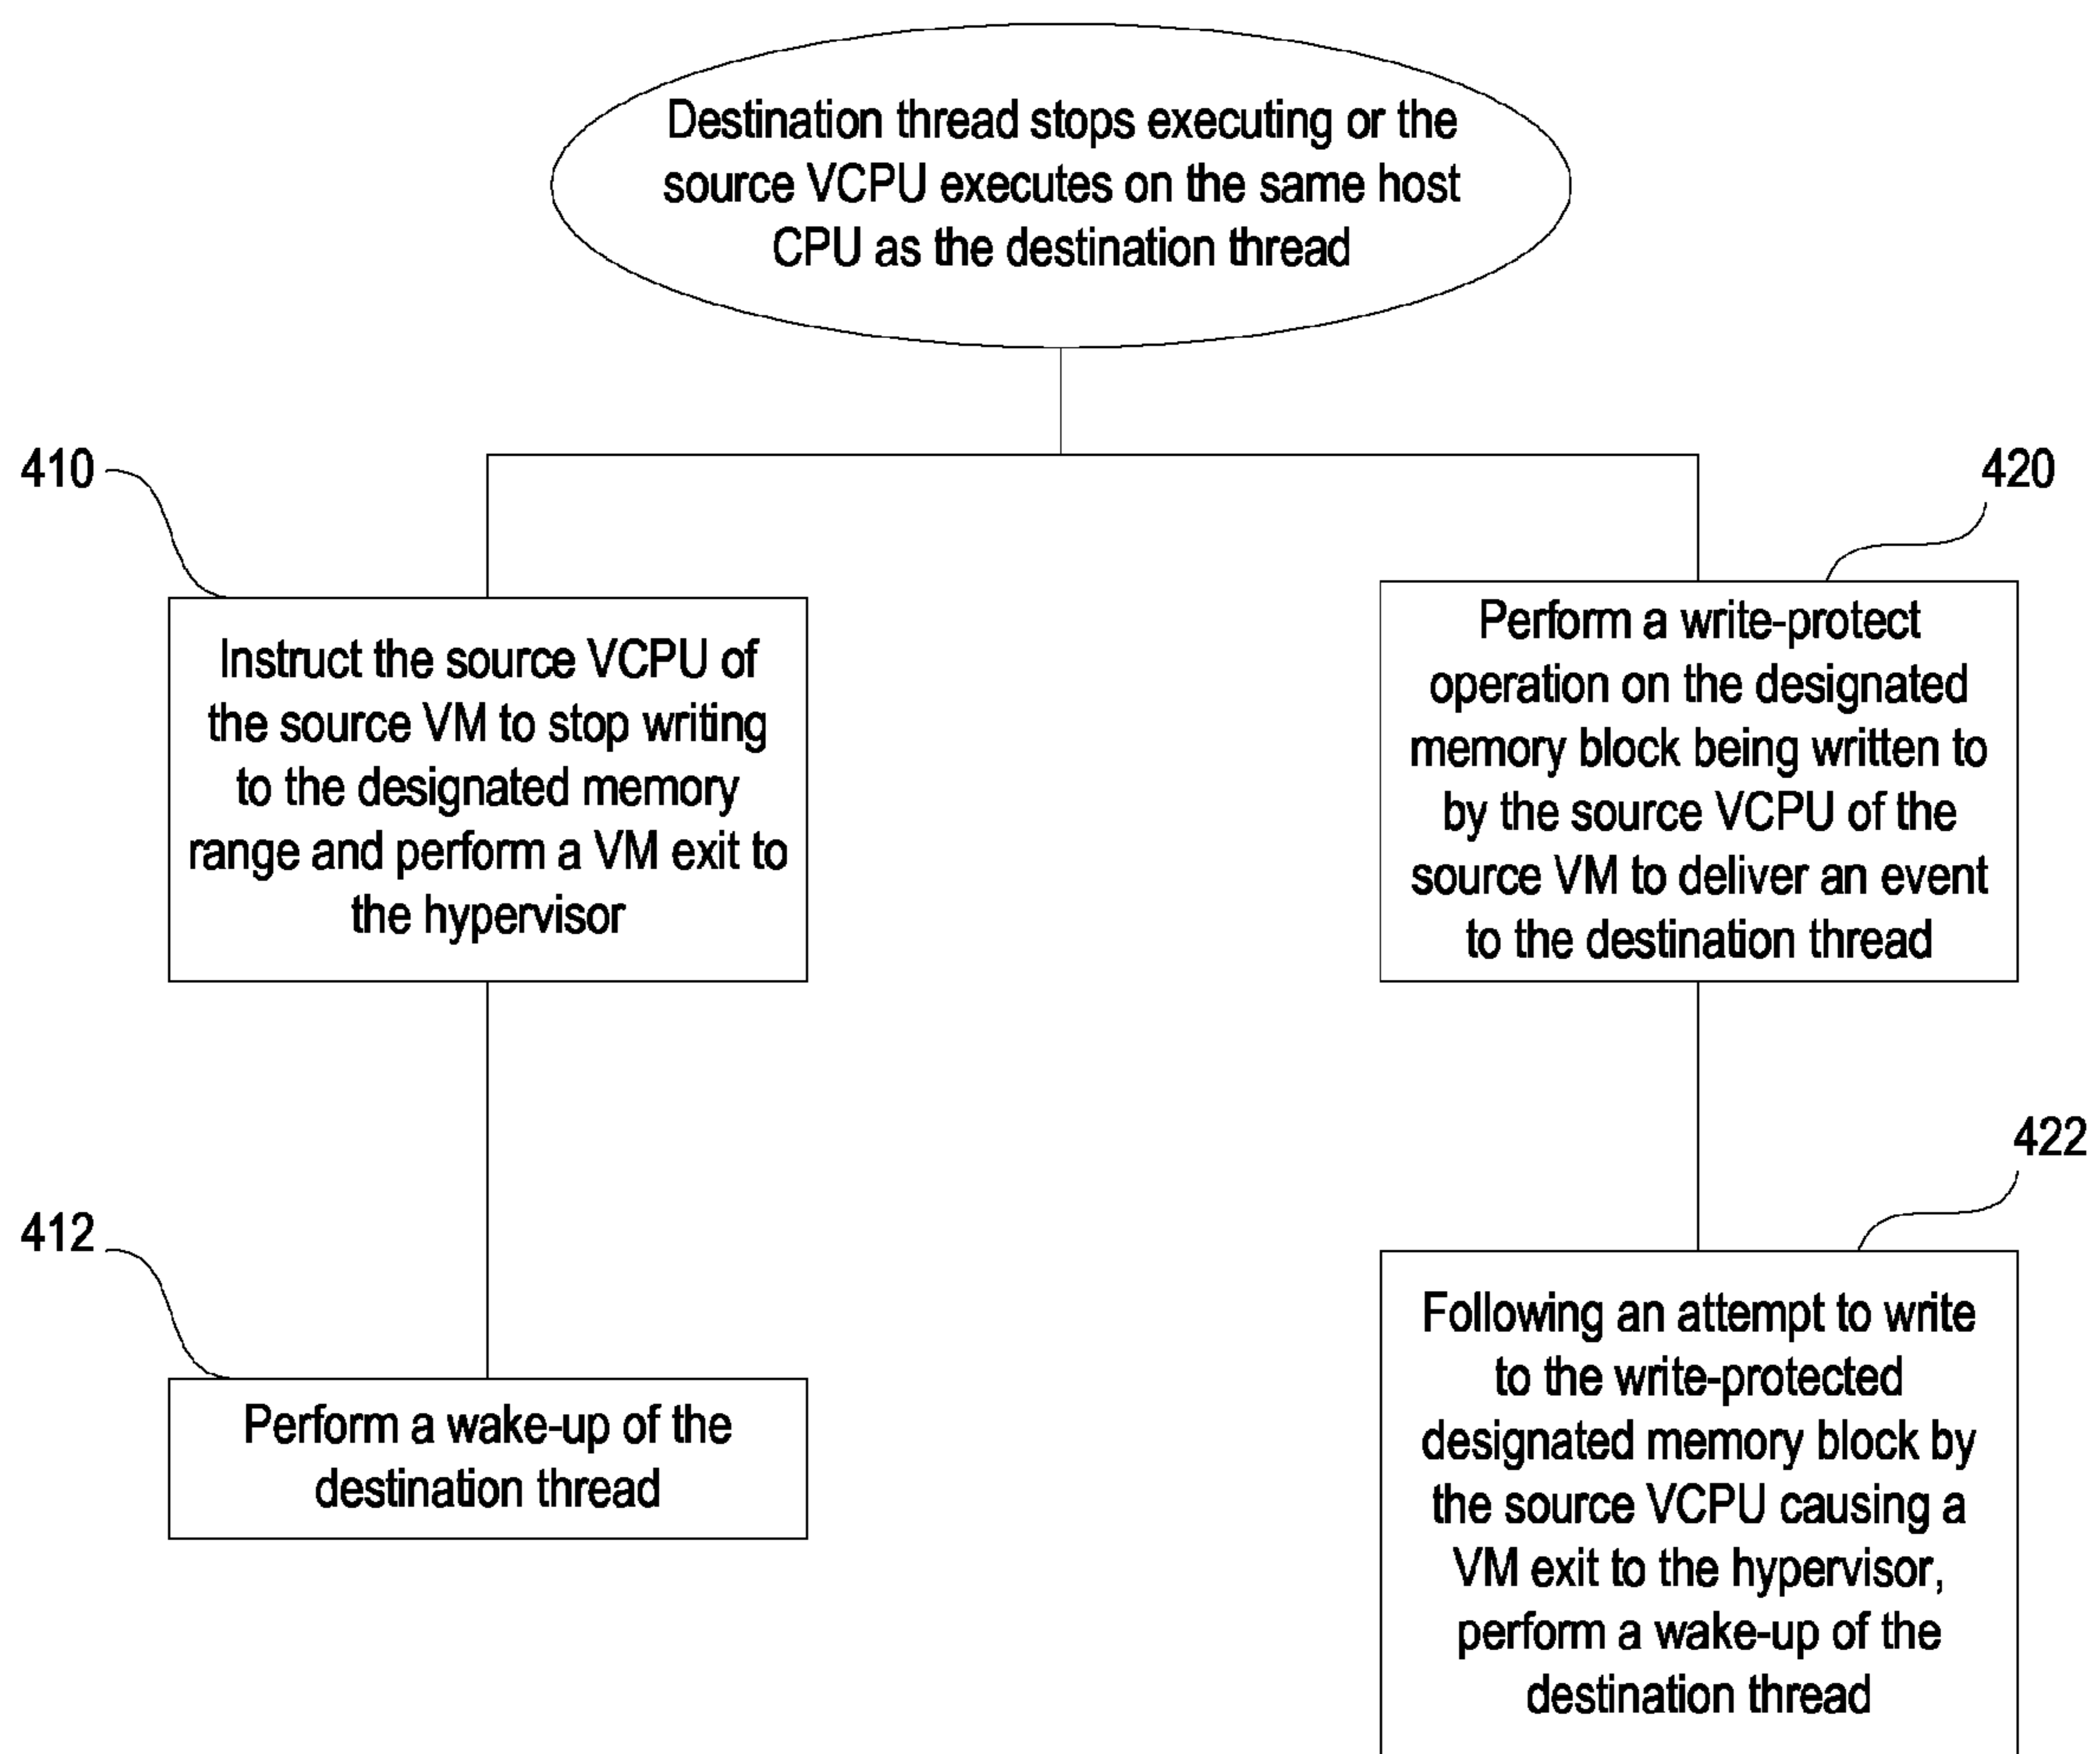 Destination thread stops executing or the
source VCPU executes on the same host
CPU as the destination thread
410
Instruct the source VCPU of
the source VM to stop writing
to the designated memory
range and perform a VM exit to
the hypervisor
412
Perform a wake-up of the
destination thread
420
Perform a write-protect
operation on the designated
memory block being written to
by the source VCPU of the
source VM to deliver an event
to the destination thread
422
Following an attempt to write
to the write-protected
designated memory block by
the source VCPU causing a
VM exit to the hypervisor,
perform a wake-up of the
destination thread